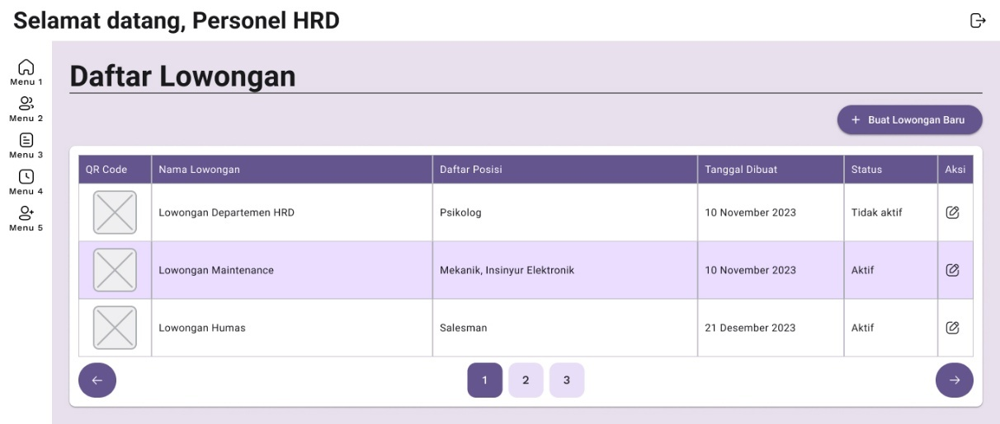 Selamat datang, Personel HRD
Menu 1
Menu 2
Menu 3
Menu 4
Menu 5
Daftar Lowongan
+ Buat Lowongan Baru
QR Code Nama Lowongan Daftar Posisi Tanggal Dibuat Status Aksi
Lowongan Departemen HRD Psikolog 10 November 2023 Tidak aktif
Lowongan Maintenance Mekanik, Insinyur Elektronik 10 November 2023 Aktif
Lowongan Humas Salesman 21 Desember 2023 Aktif
1 2 3